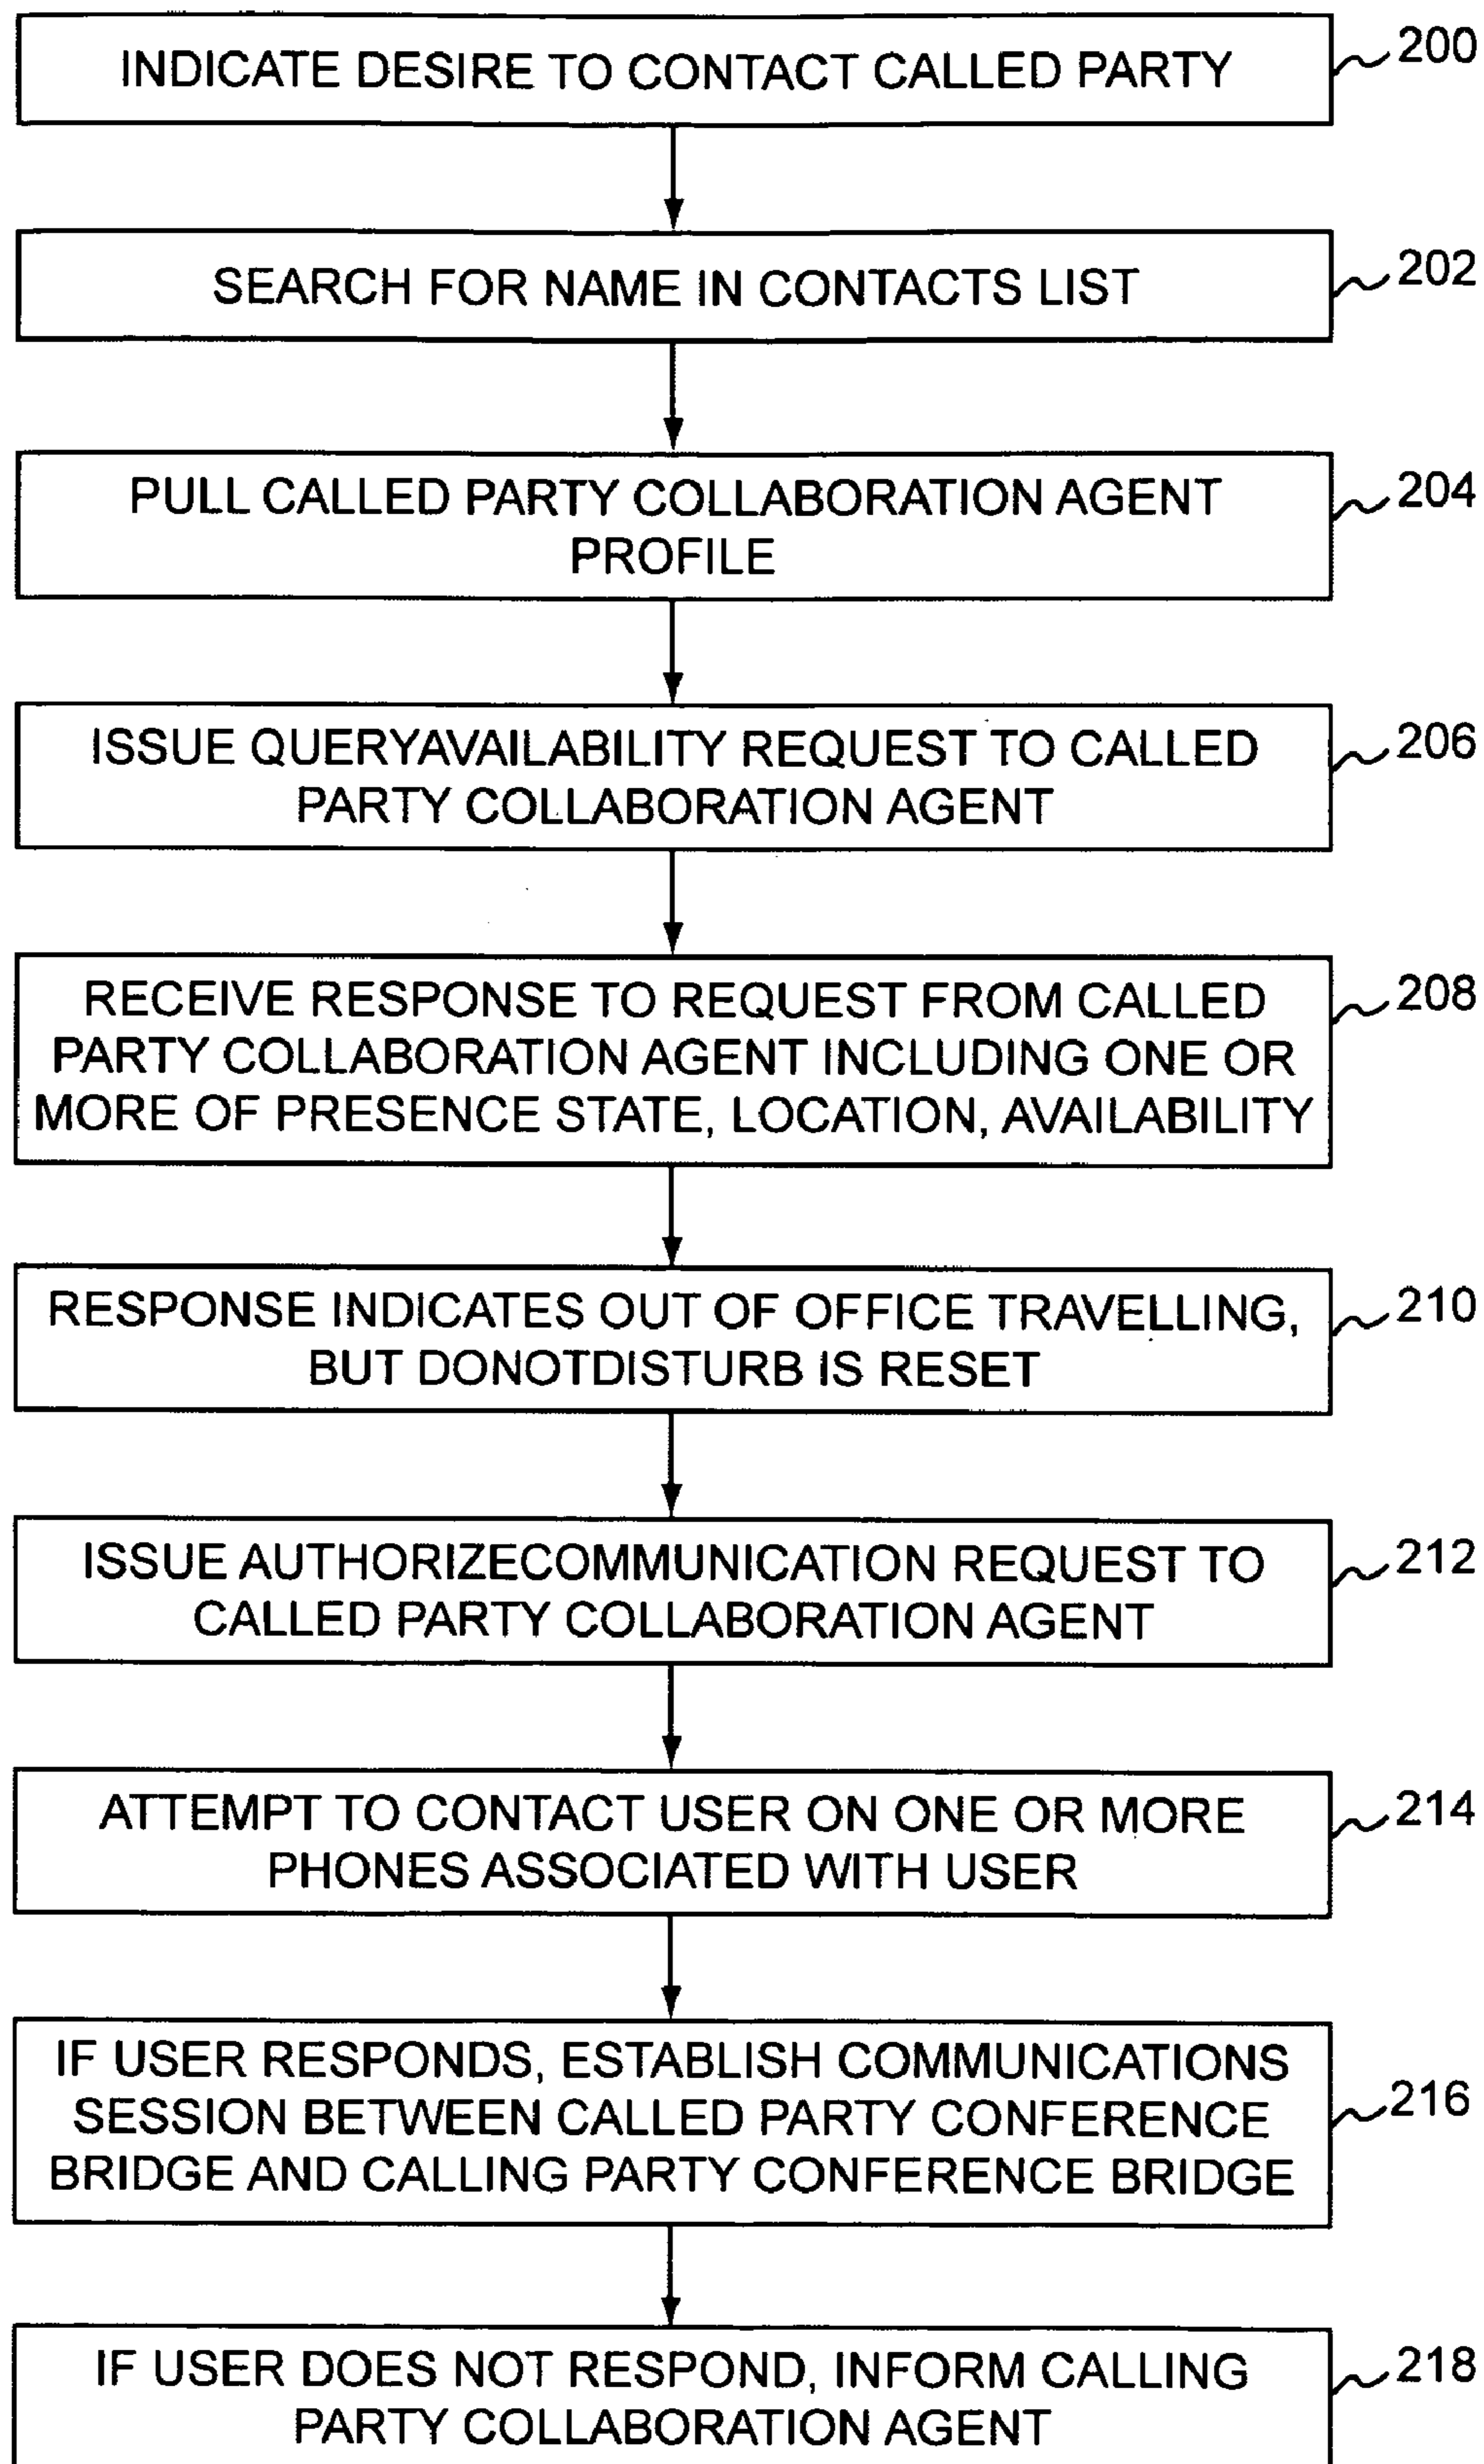 INDICATE DESIRE TO CONTACT CALLED PARTY
200
SEARCH FOR NAME IN CONTACTS LIST
202
PULL CALLED PARTY COLLABORATION AGENT
PROFILE
204
ISSUE QUERYAVAILABILITY REQUEST TO CALLED
PARTY COLLABORATION AGENT
206
RECEIVE RESPONSE TO REQUEST FROM CALLED
PARTY COLLABORATION AGENT INCLUDING ONE OR
MORE OF PRESENCE STATE, LOCATION, AVAILABILITY
208
RESPONSE INDICATES OUT OF OFFICE TRAVELLING,
BUT DONOTDISTURB IS RESET
210
ISSUE AUTHORIZECOMMUNICATION REQUEST TO
CALLED PARTY COLLABORATION AGENT
212
ATTEMPT TO CONTACT USER ON ONE OR MORE
PHONES ASSOCIATED WITH USER
214
IF USER RESPONDS, ESTABLISH COMMUNICATIONS
SESSION BETWEEN CALLED PARTY CONFERENCE
BRIDGE AND CALLING PARTY CONFERENCE BRIDGE
216
IF USER DOES NOT RESPOND, INFORM CALLING
PARTY COLLABORATION AGENT
218